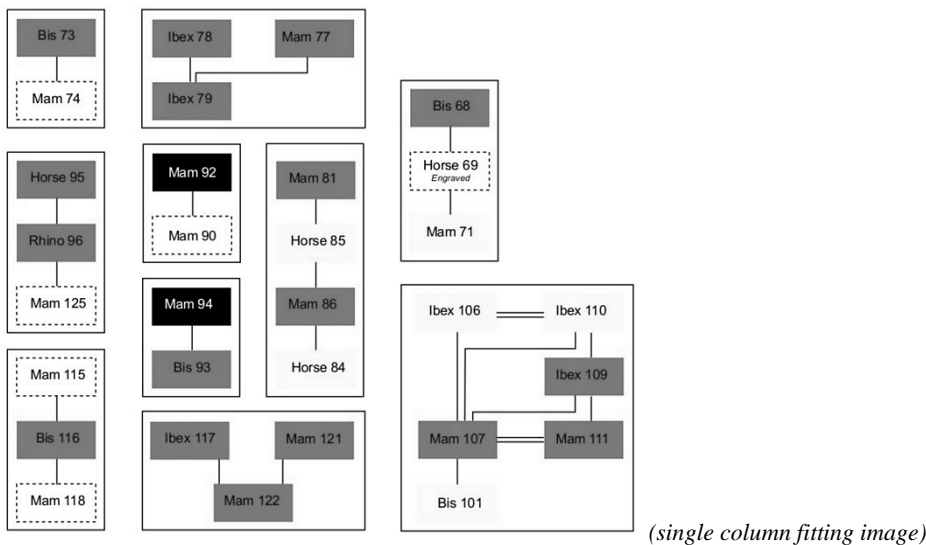 Bis 73
Mam 74
Ibex 78
Mam 77
Ibex 79
Bis 68
Horse 69
Engraved
Mam 71
Horse 95
Rhino 96
Mam 125
Mam 92
Mam 90
Mam 81
Horse 85
Mam 86
Horse 84
Mam 94
Bis 93
Ibex 106
Ibex 110
Ibex 109
Mam 107
Mam 111
Bis 101
Mam 115
Bis 116
Mam 118
Ibex 117
Mam 121
Mam 122
(single column fitting image)